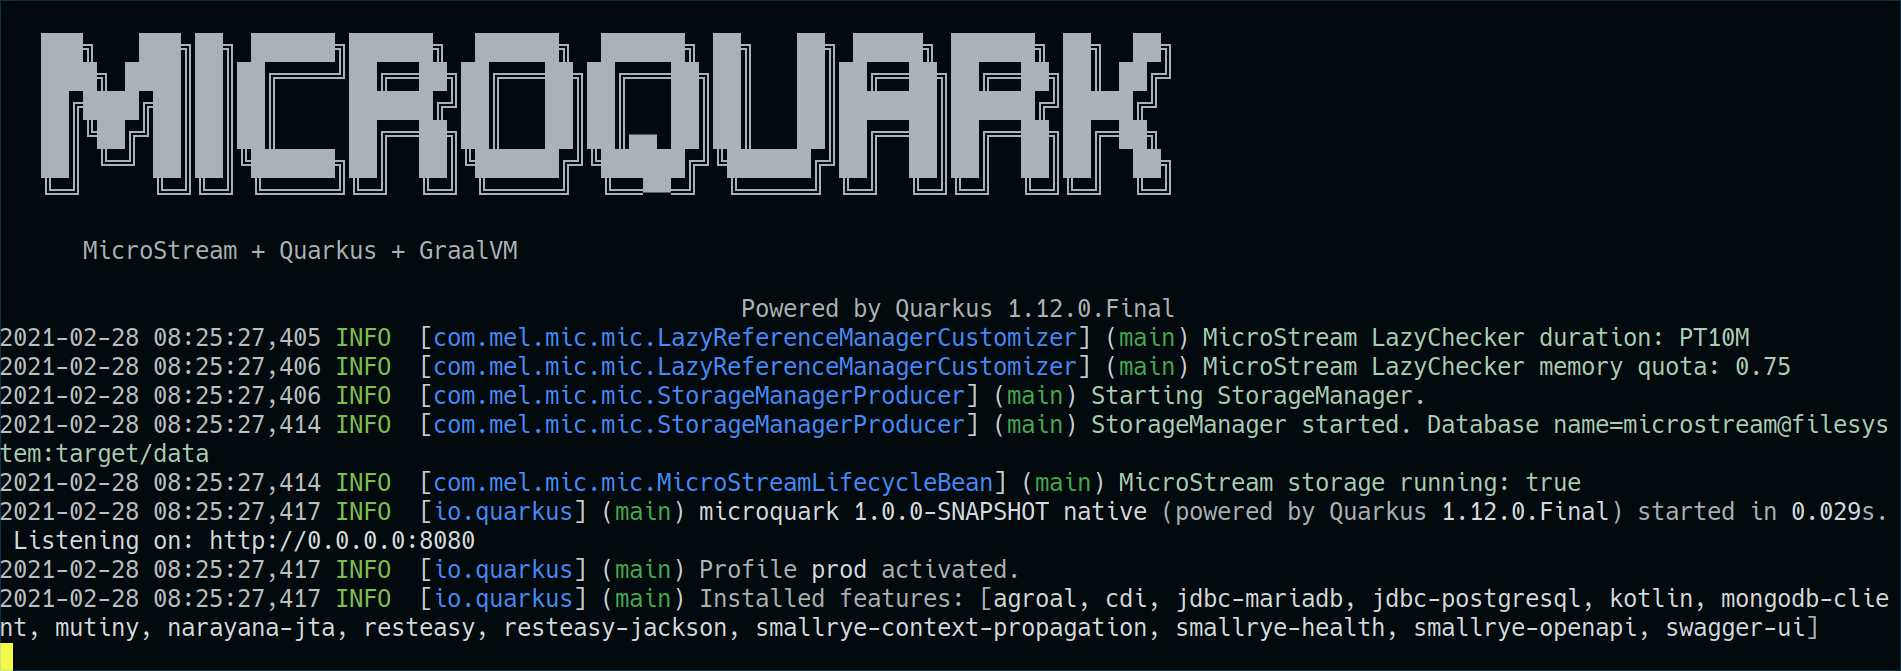 MICROQUARK
MicroStream + Quarkus + GraalVM
Powered by Quarkus 1.12.0.Final
2021-02-28 08:25:27,405 INFO  [com.mel.mic.mic.LazyReferenceManagerCustomizer] (main) MicroStream LazyChecker duration: PT10M
2021-02-28 08:25:27,406 INFO  [com.mel.mic.mic.LazyReferenceManagerCustomizer] (main) MicroStream LazyChecker memory quota: 0.75
2021-02-28 08:25:27,406 INFO  [com.mel.mic.mic.StorageManagerProducer] (main) Starting StorageManager.
2021-02-28 08:25:27,414 INFO  [com.mel.mic.mic.StorageManagerProducer] (main) StorageManager started. Database name=microstream@filesys
tem:target/data
2021-02-28 08:25:27,414 INFO  [com.mel.mic.mic.MicroStreamLifecycleBean] (main) MicroStream storage running: true
2021-02-28 08:25:27,417 INFO  [io.quarkus] (main) microquark 1.0.0-SNAPSHOT native (powered by Quarkus 1.12.0.Final) started in 0.029s.
Listening on: http://0.0.0.0:8080
2021-02-28 08:25:27,417 INFO  [io.quarkus] (main) Profile prod activated.
2021-02-28 08:25:27,417 INFO  [io.quarkus] (main) Installed features: [agroal, cdi, jdbc-mariadb, jdbc-postgresql, kotlin, mongodb-clie
nt, mutiny, narayana-jta, resteasy, resteasy-jackson, smallrye-context-propagation, smallrye-health, smallrye-openapi, swagger-ui]